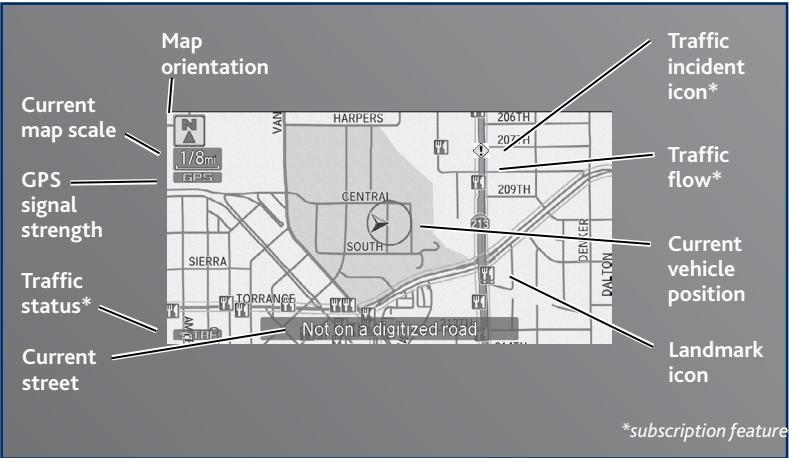 Map
orientation
Current
map scale
GPS
signal
strength
Traffic
status*
Current
street
Traffic
incident
icon*
Traffic
flow*
Current
vehicle
position
Landmark
icon
*subscription feature
N
1/8mi
GPS
VAN
HARPERS
206TH
207TH
209TH
CENTRAL
213
SOUTH
SIERRA
DENKER
DALTON
TORRANCE
Not on a digitized road